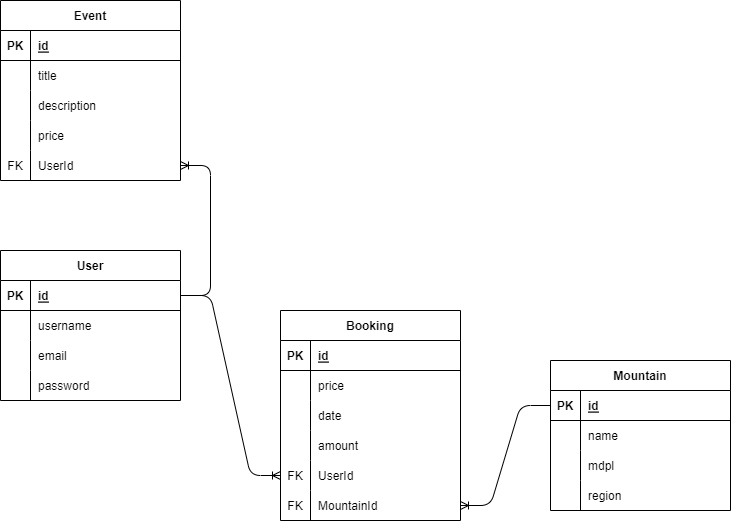 Event
PK id
title
description
price
FK UserId
User
PK id
username
email
password
Booking
PK id
price
date
amount
FK UserId
FK MountainId
Mountain
PK id
name
mdpl
region